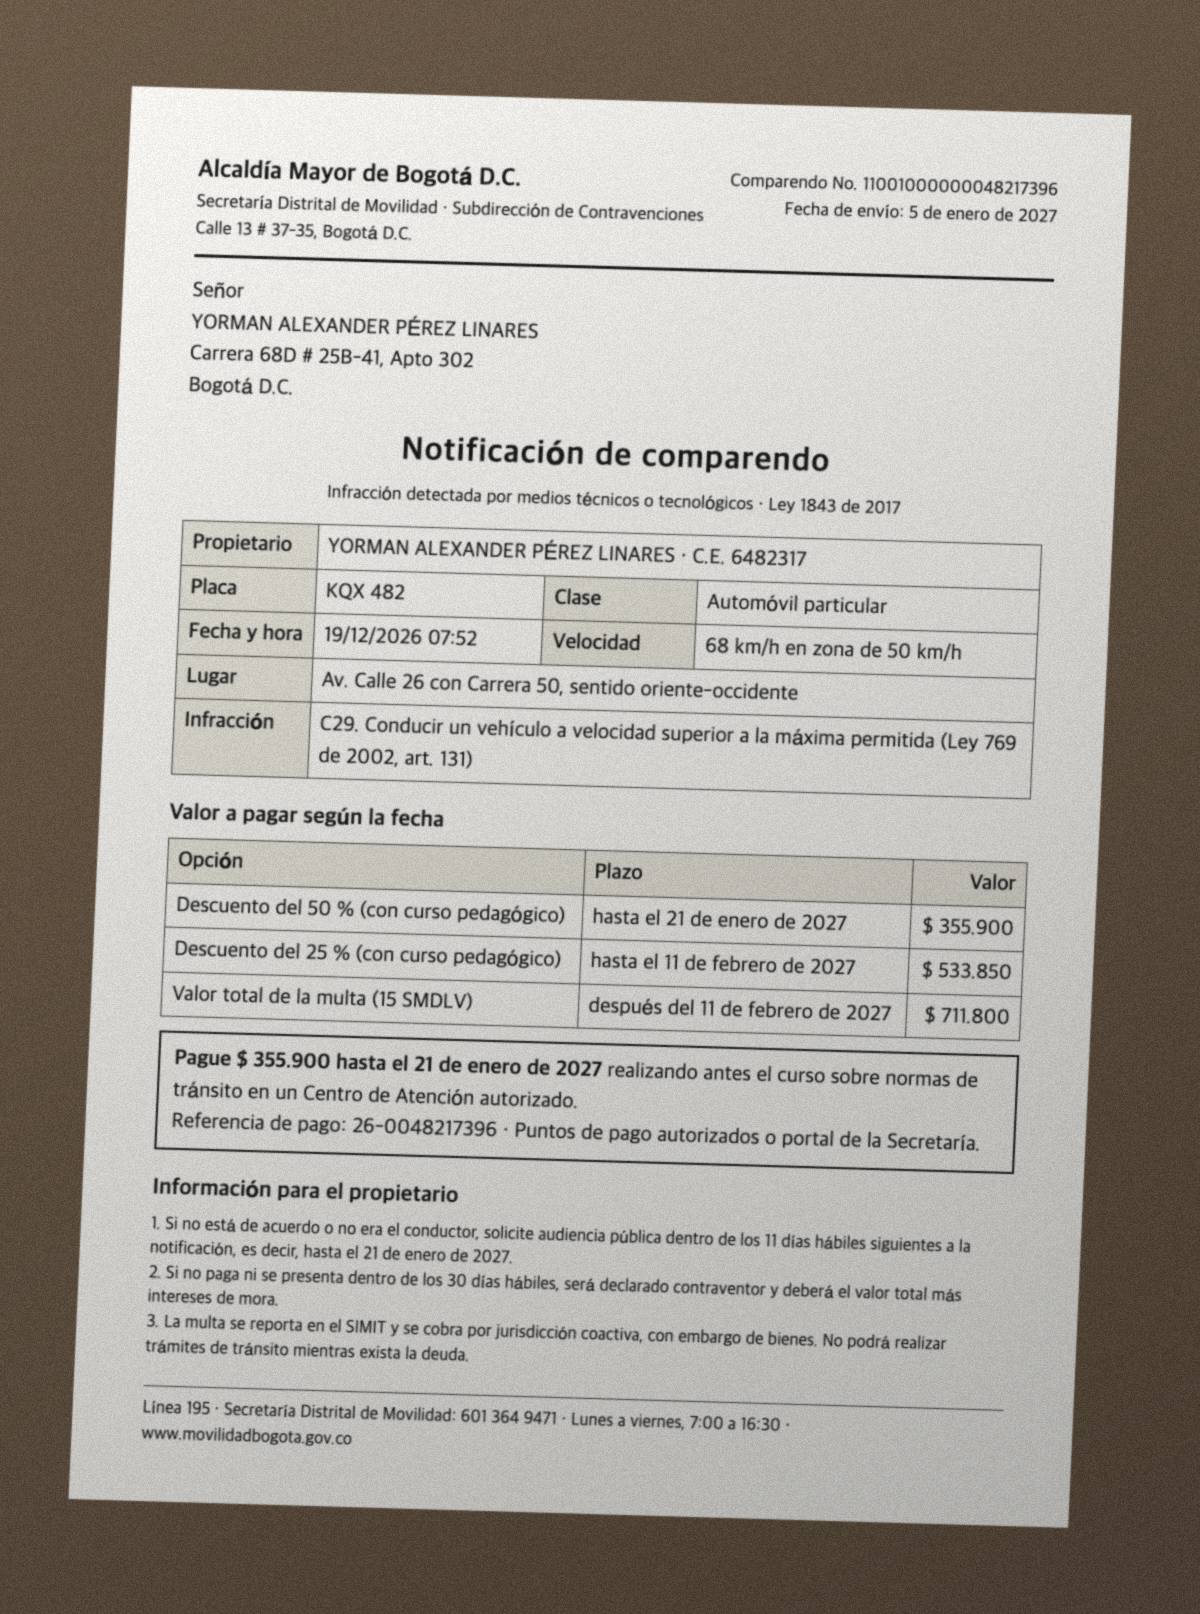 Alcaldía Mayor de Bogotá D.C.
Secretaría Distrital de Movilidad · Subdirección de Contravenciones
Calle 13 # 37-35, Bogotá D.C.
Comparendo No. 11001000000048217396
Fecha de envío: 5 de enero de 2027
Señor
YORMAN ALEXANDER PÉREZ LINARES
Carrera 68D # 25B-41, Apto 302
Bogotá D.C.
Notificación de comparendo
Infracción detectada por medios técnicos o tecnológicos · Ley 1843 de 2017
Propietario YORMAN ALEXANDER PÉREZ LINARES · C.E. 6482317
Placa KQX 482 Clase Automóvil particular
Fecha y hora 19/12/2026 07:52 Velocidad 68 km/h en zona de 50 km/h
Lugar Av. Calle 26 con Carrera 50, sentido oriente-occidente
Infracción C29. Conducir un vehículo a velocidad superior a la máxima permitida (Ley 769
de 2002, art. 131)
Valor a pagar según la fecha
Opción Plazo Valor
Descuento del 50 % (con curso pedagógico) hasta el 21 de enero de 2027 $ 355.900
Descuento del 25 % (con curso pedagógico) hasta el 11 de febrero de 2027 $ 533.850
Valor total de la multa (15 SMDLV) después del 11 de febrero de 2027 $ 711.800
Pague $ 355.900 hasta el 21 de enero de 2027 realizando antes el curso sobre normas de
tránsito en un Centro de Atención autorizado.
Referencia de pago: 26-0048217396 · Puntos de pago autorizados o portal de la Secretaría.
Información para el propietario
1. Si no está de acuerdo o no era el conductor, solicite audiencia pública dentro de los 11 días hábiles siguientes a la
notificación, es decir, hasta el 21 de enero de 2027.
2. Si no paga ni se presenta dentro de los 30 días hábiles, será declarado contraventor y deberá el valor total más
intereses de mora.
3. La multa se reporta en el SIMIT y se cobra por jurisdicción coactiva, con embargo de bienes. No podrá realizar
trámites de tránsito mientras exista la deuda.
Línea 195 · Secretaría Distrital de Movilidad: 601 364 9471 · Lunes a viernes, 7:00 a 16:30 ·
www.movilidadbogota.gov.co